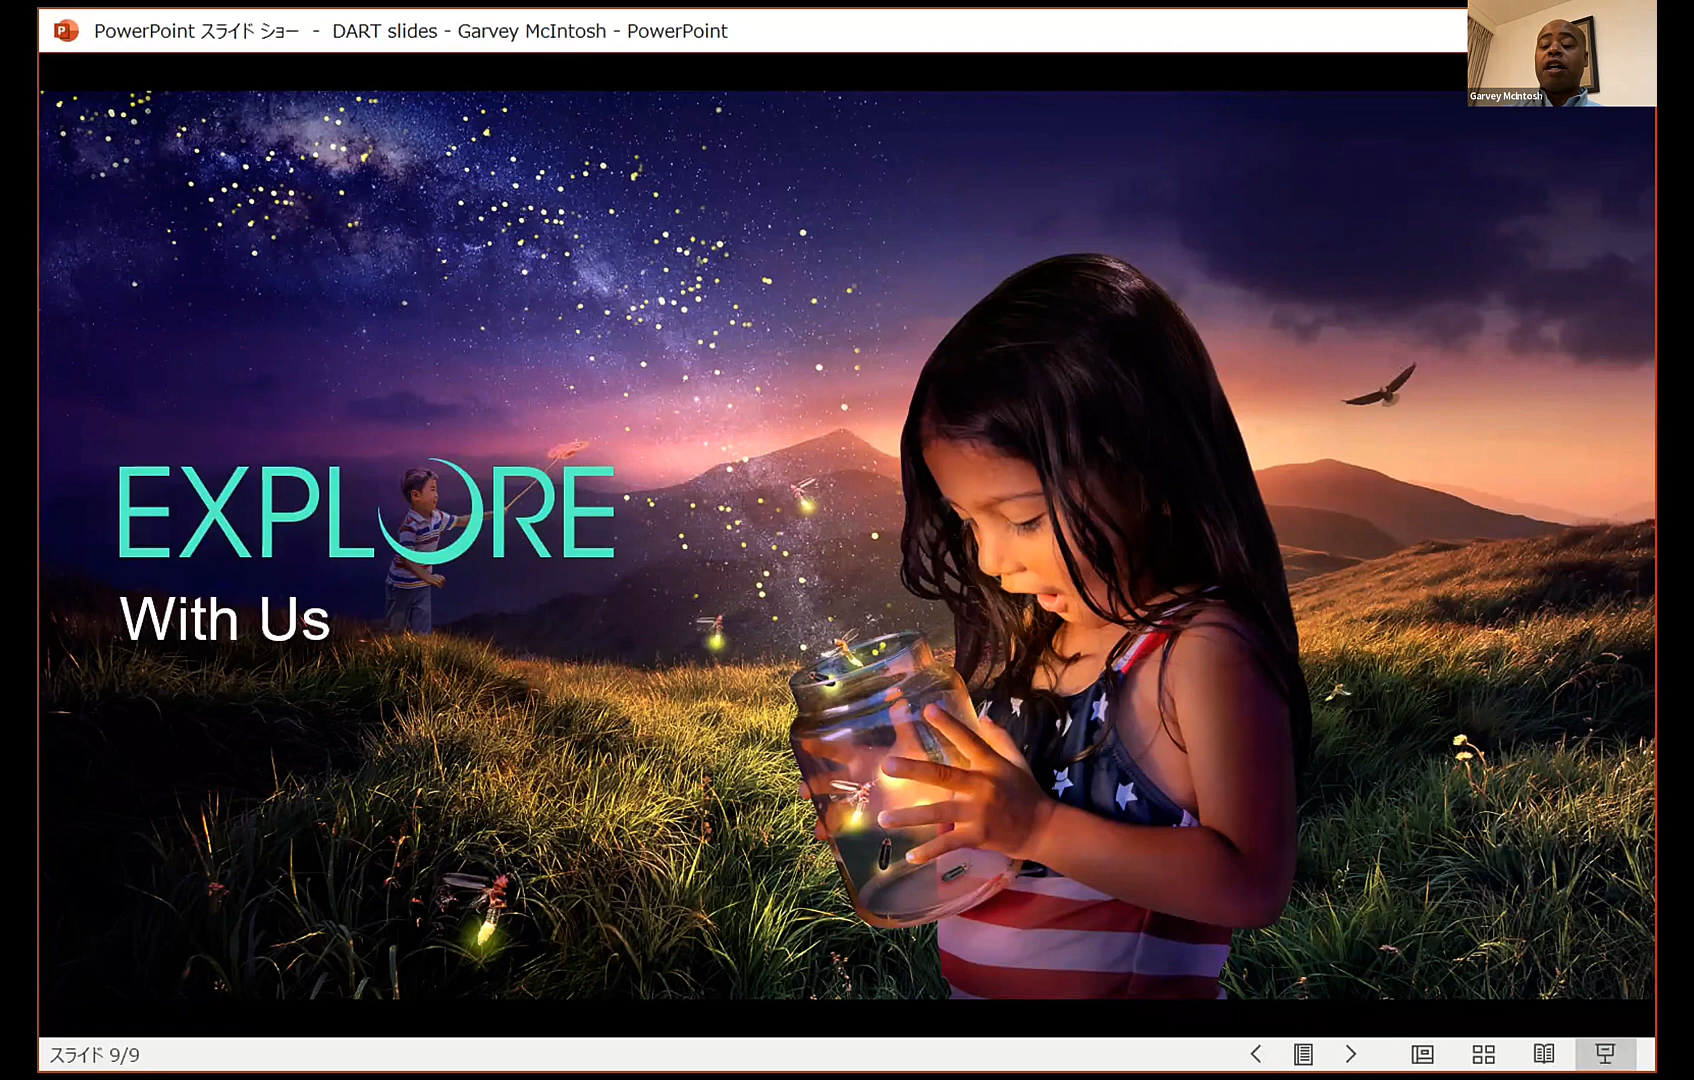 PowerPoint スライド ショー - DART slides - Garvey McIntosh - PowerPoint
Garvey McIntosh
EXPLORE
With Us
スライド 9/9